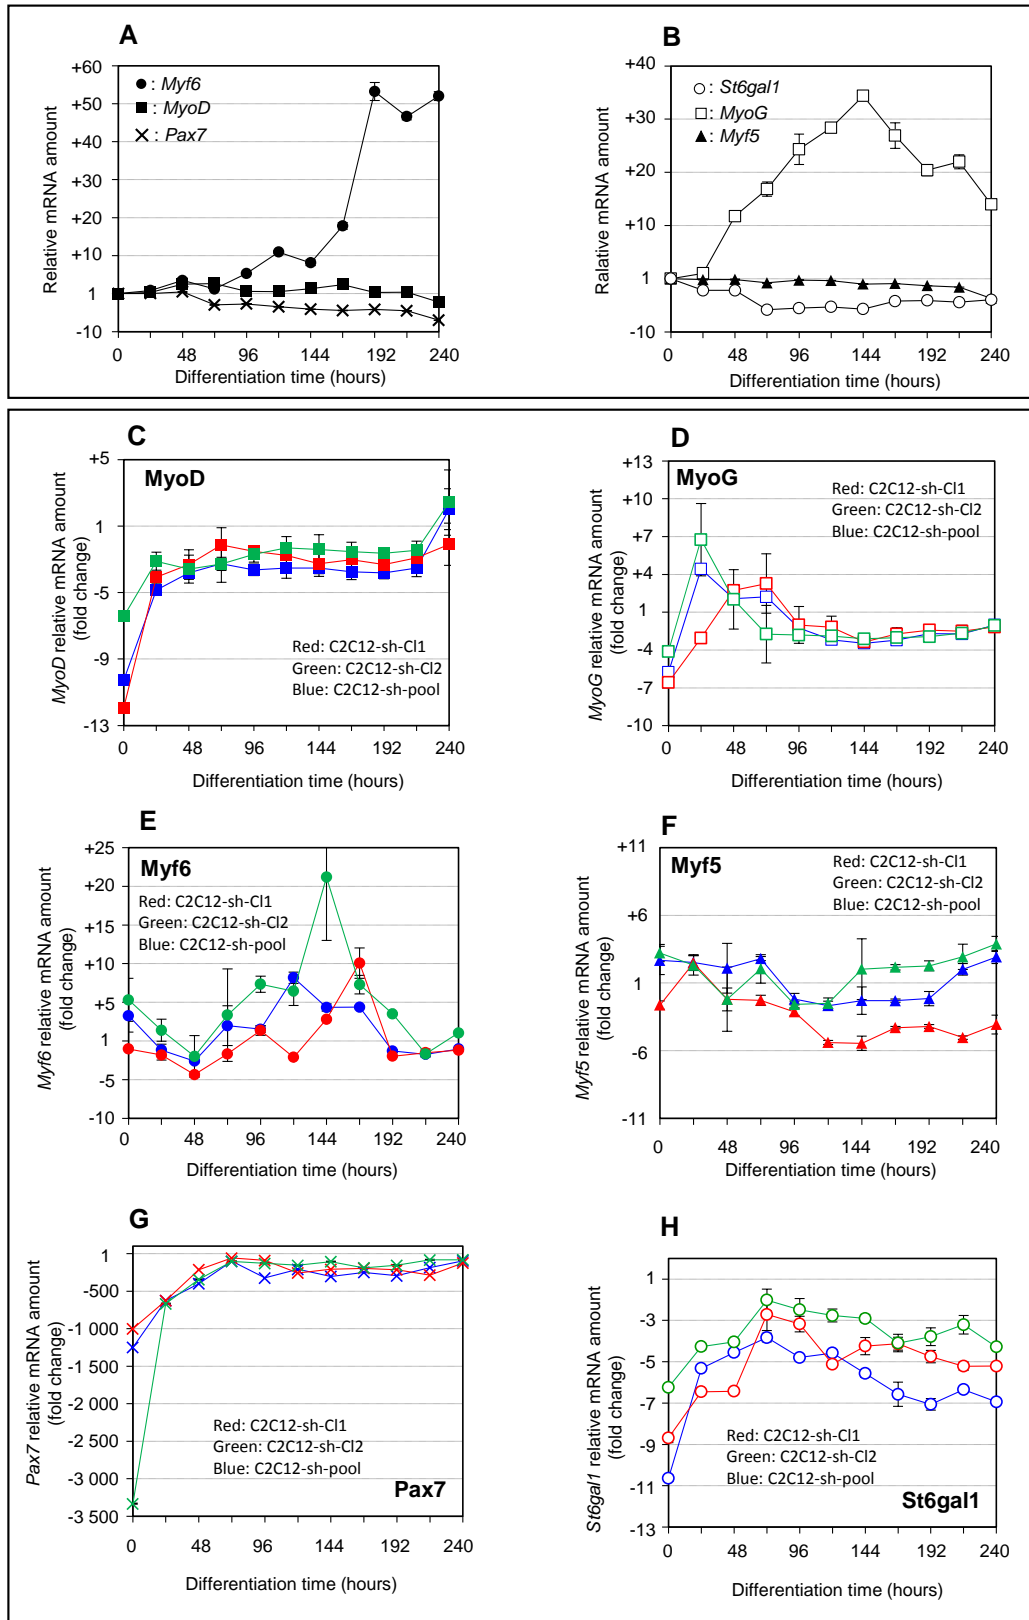 A
+60
+50
+40
+30
+20
+10
1
-10
Relative mRNA amount
: Myf6
: MyoD
: Pax7
0 48 96 144 192 240
Differentiation time (hours)
B
+40
+30
+20
+10
1
-10
Ralative mRNA amount
: St6gal1
: MyoG
: Myf5
0 48 96 144 192 240
Differentiation time (hours)
C
MyoD
+5
1
-5
-9
-13
MyoD relative mRNA amount
(fold change)
Red: C2C12-sh-Cl1
Green: C2C12-sh-Cl2
Blue: C2C12-sh-pool
0 48 96 144 192 240
Differentiation time (hours)
D
MyoG
+13
+10
+7
+4
1
-4
-7
-10
MyoG relative mRNA amount
(fold change)
Red: C2C12-sh-Cl1
Green: C2C12-sh-Cl2
Blue: C2C12-sh-pool
0 48 96 144 192 240
Differentiation time (hours)
E
Myf6
+25
+20
+15
+10
+5
1
-5
-10
Myf6 relative mRNA amount
(fold change)
Red: C2C12-sh-Cl1
Green: C2C12-sh-Cl2
Blue: C2C12-sh-pool
0 48 96 144 192 240
Differentiation time (hours)
F
Myf5
+11
+6
1
-6
-11
Myf5 relative mRNA amount
(fold change)
Red: C2C12-sh-Cl1
Green: C2C12-sh-Cl2
Blue: C2C12-sh-pool
0 48 96 144 192 240
Differentiation time (hours)
G
1
-500
-1 000
-1 500
-2 000
-2 500
-3 000
-3 500
Pax7 relative mRNA amount
(fold change)
Red: C2C12-sh-Cl1
Green: C2C12-sh-Cl2
Blue: C2C12-sh-pool
Pax7
0 48 96 144 192 240
Differentiation time (hours)
H
1
-3
-5
-7
-9
-11
-13
St6gal1 relative mRNA amount
(fold change)
Red: C2C12-sh-Cl1
Green: C2C12-sh-Cl2
Blue: C2C12-sh-pool
St6gal1
0 48 96 144 192 240
Differentiation time (hours)